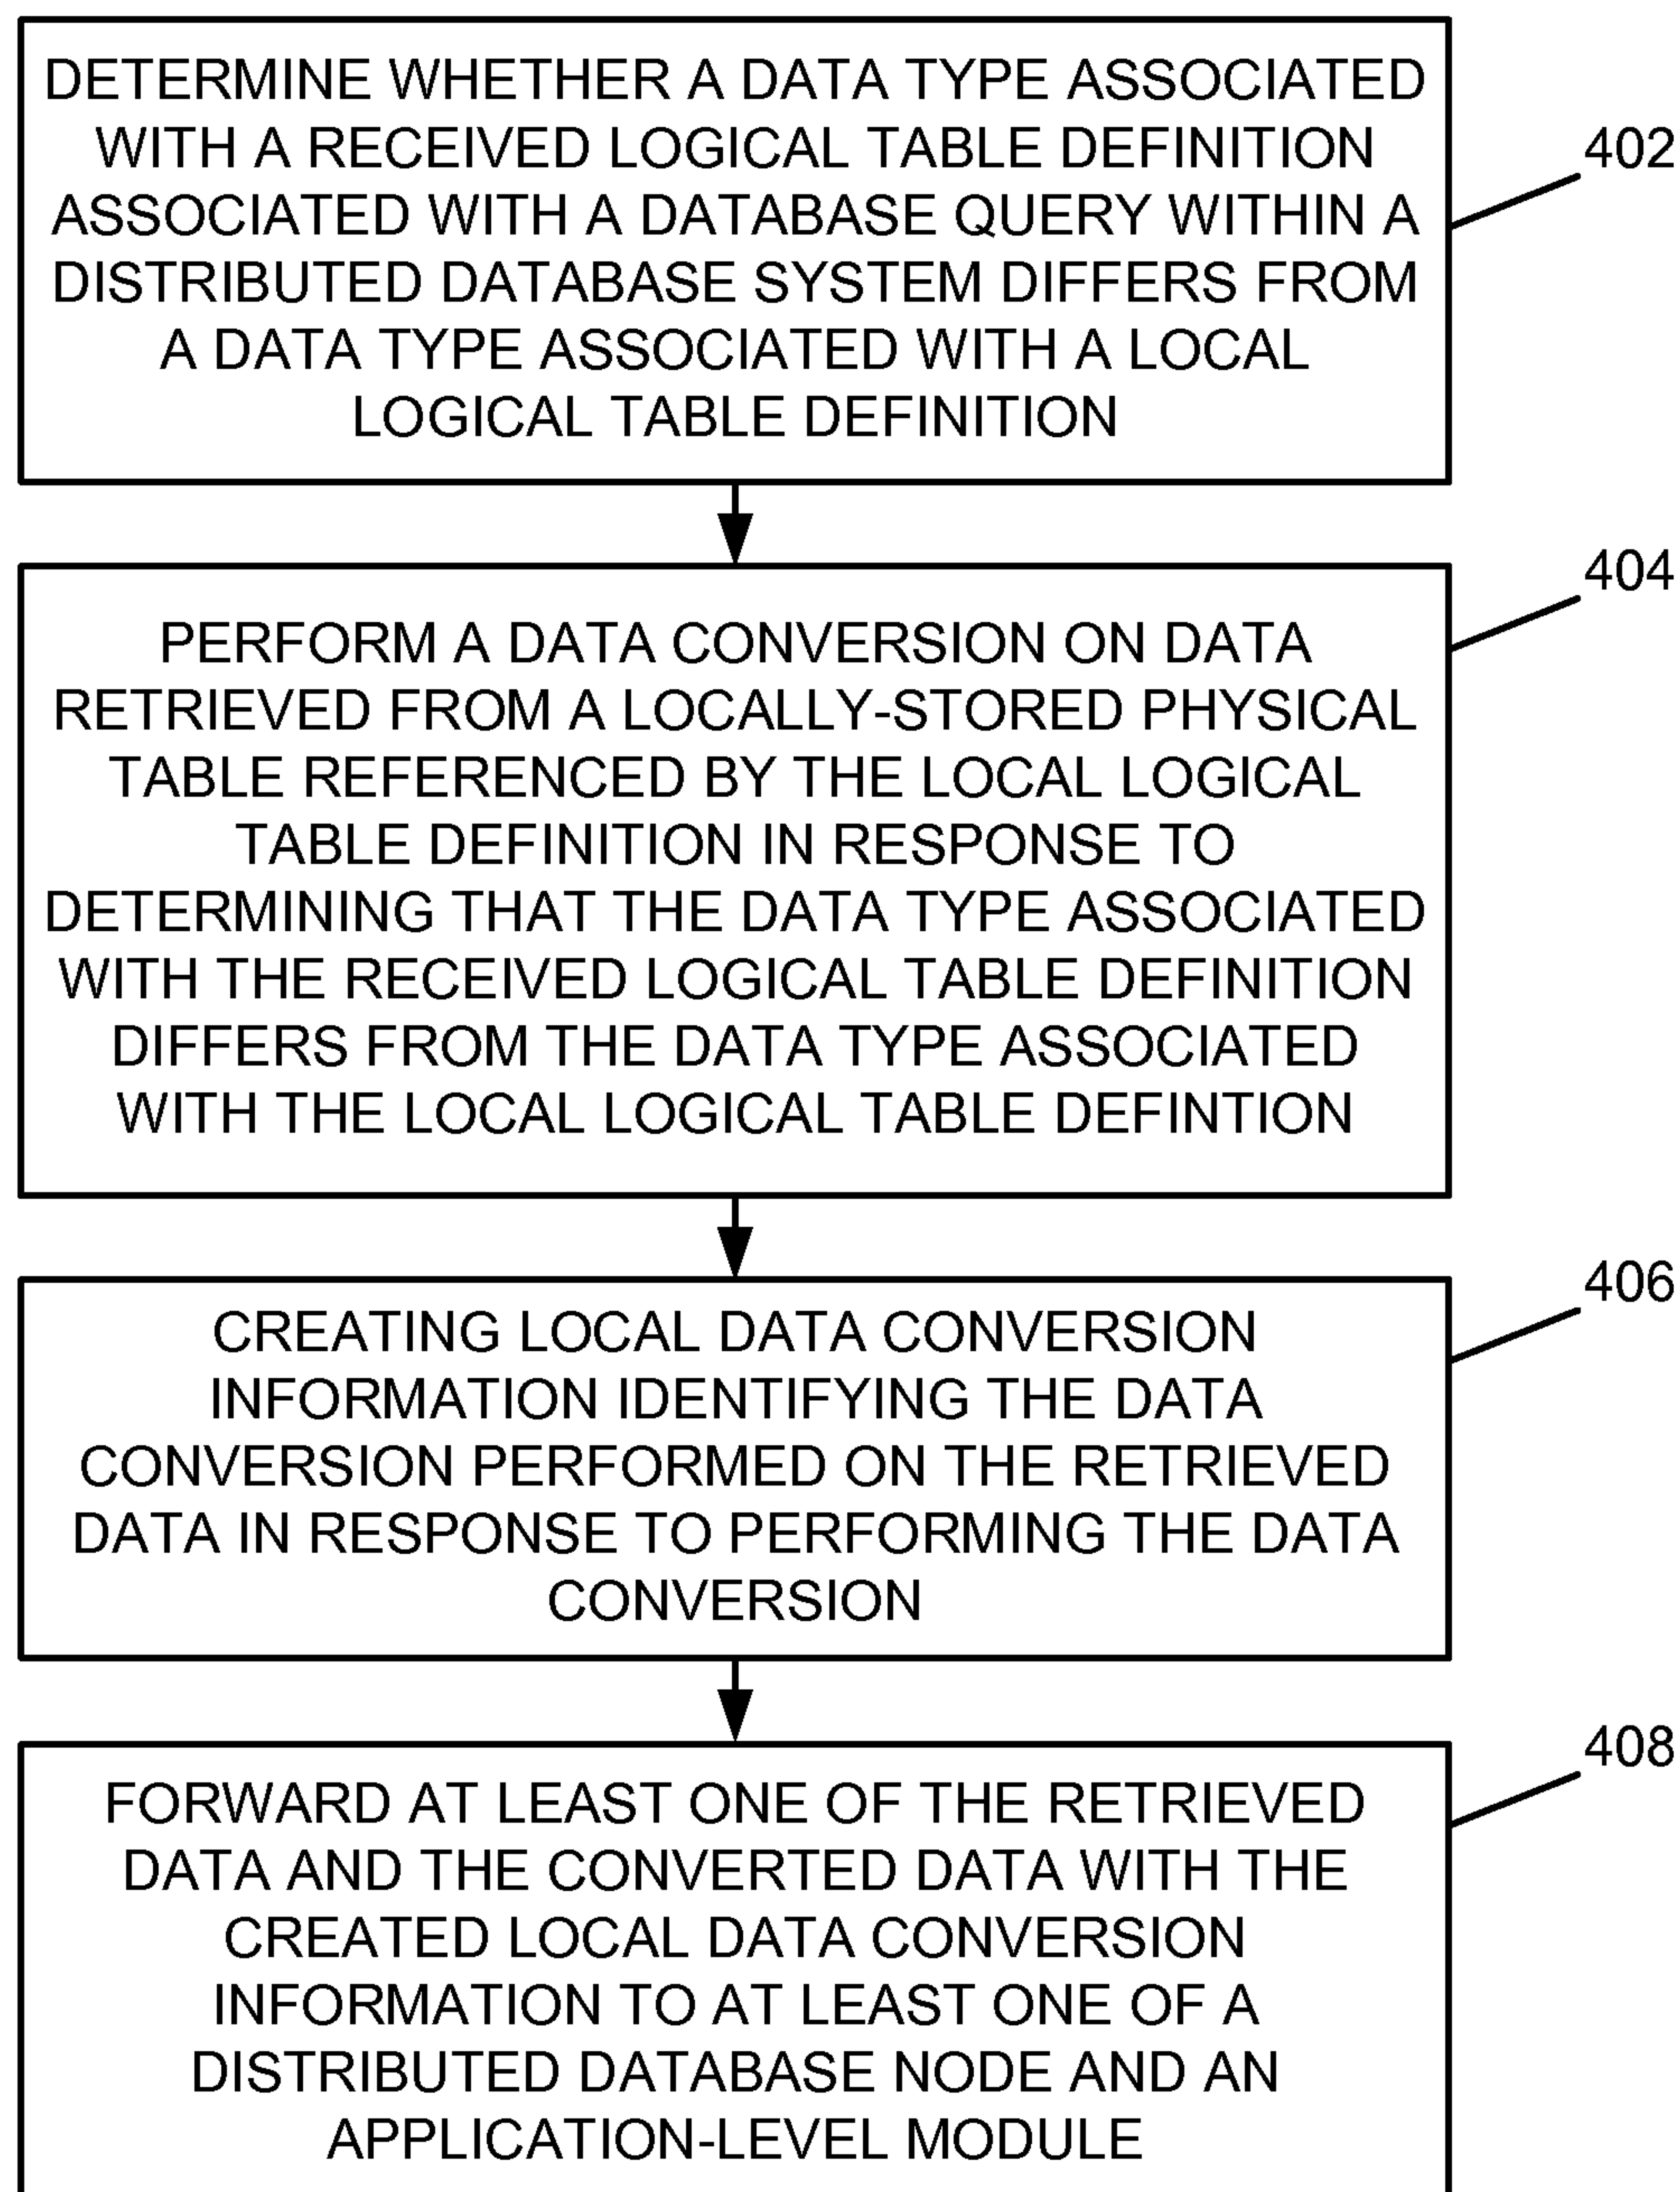 DETERMINE WHETHER A DATA TYPE ASSOCIATED
WITH A RECEIVED LOGICAL TABLE DEFINITION
ASSOCIATED WITH A DATABASE QUERY WITHIN A
DISTRIBUTED DATABASE SYSTEM DIFFERS FROM
A DATA TYPE ASSOCIATED WITH A LOCAL
LOGICAL TABLE DEFINITION
402
PERFORM A DATA CONVERSION ON DATA
RETRIEVED FROM A LOCALLY-STORED PHYSICAL
TABLE REFERENCED BY THE LOCAL LOGICAL
TABLE DEFINITION IN RESPONSE TO
DETERMINING THAT THE DATA TYPE ASSOCIATED
WITH THE RECEIVED LOGICAL TABLE DEFINITION
DIFFERS FROM THE DATA TYPE ASSOCIATED
WITH THE LOCAL LOGICAL TABLE DEFINTION
404
CREATING LOCAL DATA CONVERSION
INFORMATION IDENTIFYING THE DATA
CONVERSION PERFORMED ON THE RETRIEVED
DATA IN RESPONSE TO PERFORMING THE DATA
CONVERSION
406
FORWARD AT LEAST ONE OF THE RETRIEVED
DATA AND THE CONVERTED DATA WITH THE
CREATED LOCAL DATA CONVERSION
INFORMATION TO AT LEAST ONE OF A
DISTRIBUTED DATABASE NODE AND AN
APPLICATION-LEVEL MODULE
408